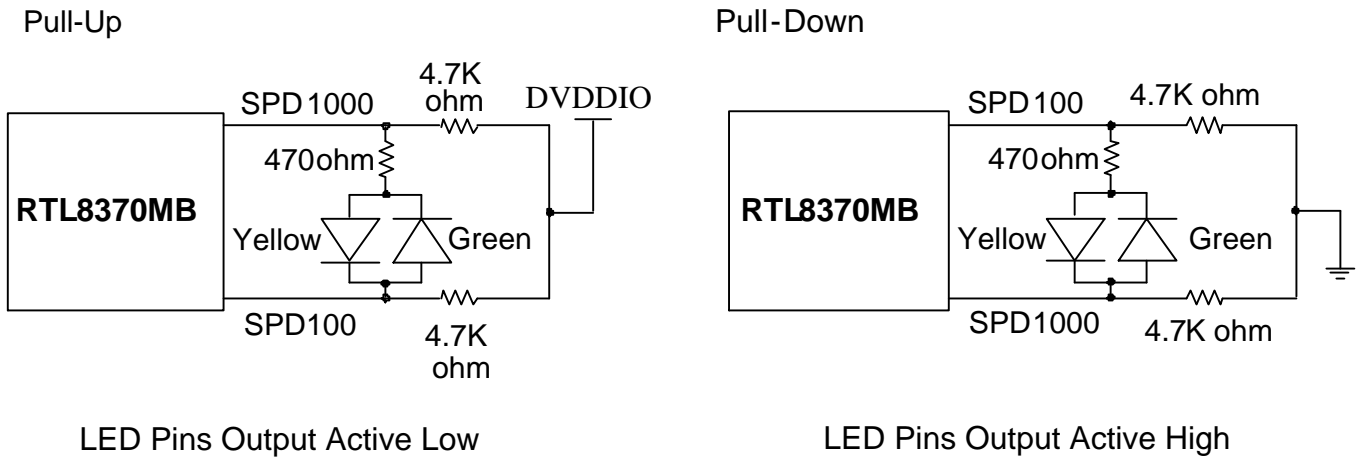 Pull-Up
SPD1000
4.7K
ohm
DVDDIO
470ohm
RTL8370MB
Yellow
Green
SPD100
4.7K
ohm
LED Pins Output Active Low
Pull-Down
SPD100
4.7K ohm
470ohm
RTL8370MB
Yellow
Green
SPD1000
4.7K ohm
LED Pins Output Active High